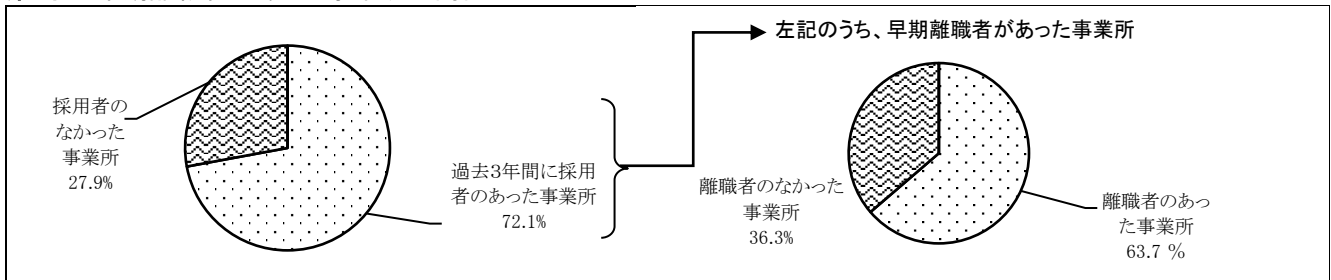 左記のうち、早期離職者があった事業所
採用者の
なかった
事業所
27.9%
過去3年間に採用
者のあった事業所
72.1%
離職者のなかった
事業所
36.3%
離職者のあっ
た事業所
63.7 %